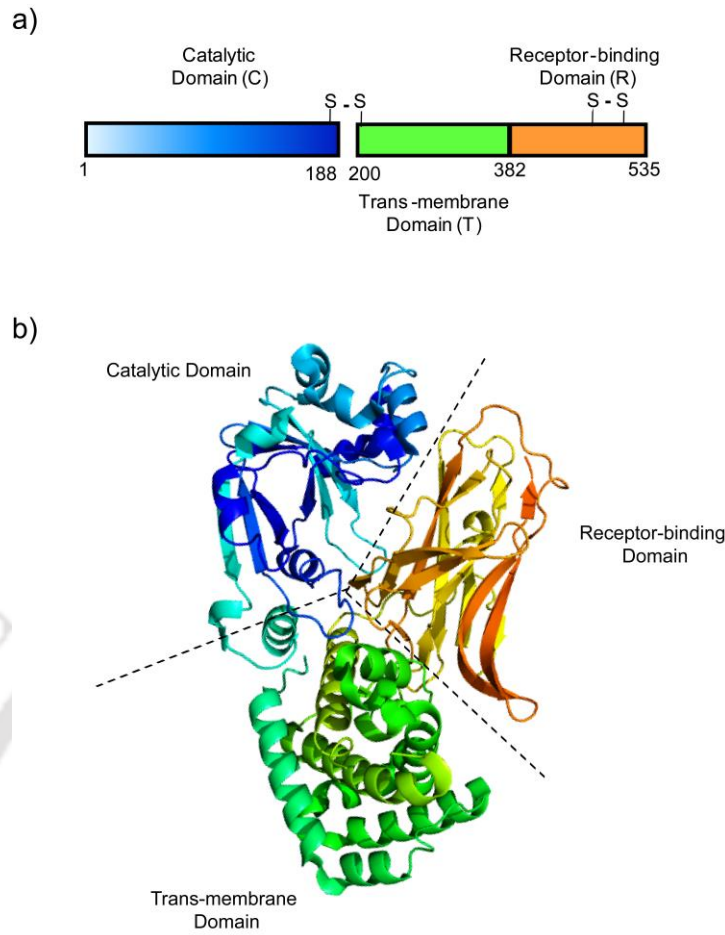 a)
Catalytic
Domain (C)
Receptor-binding
Domain (R)
S - S
S - S
1
188
200
382
535
Trans-membrane
Domain (T)
b)
Catalytic Domain
Receptor-binding
Domain
Trans-membrane
Domain